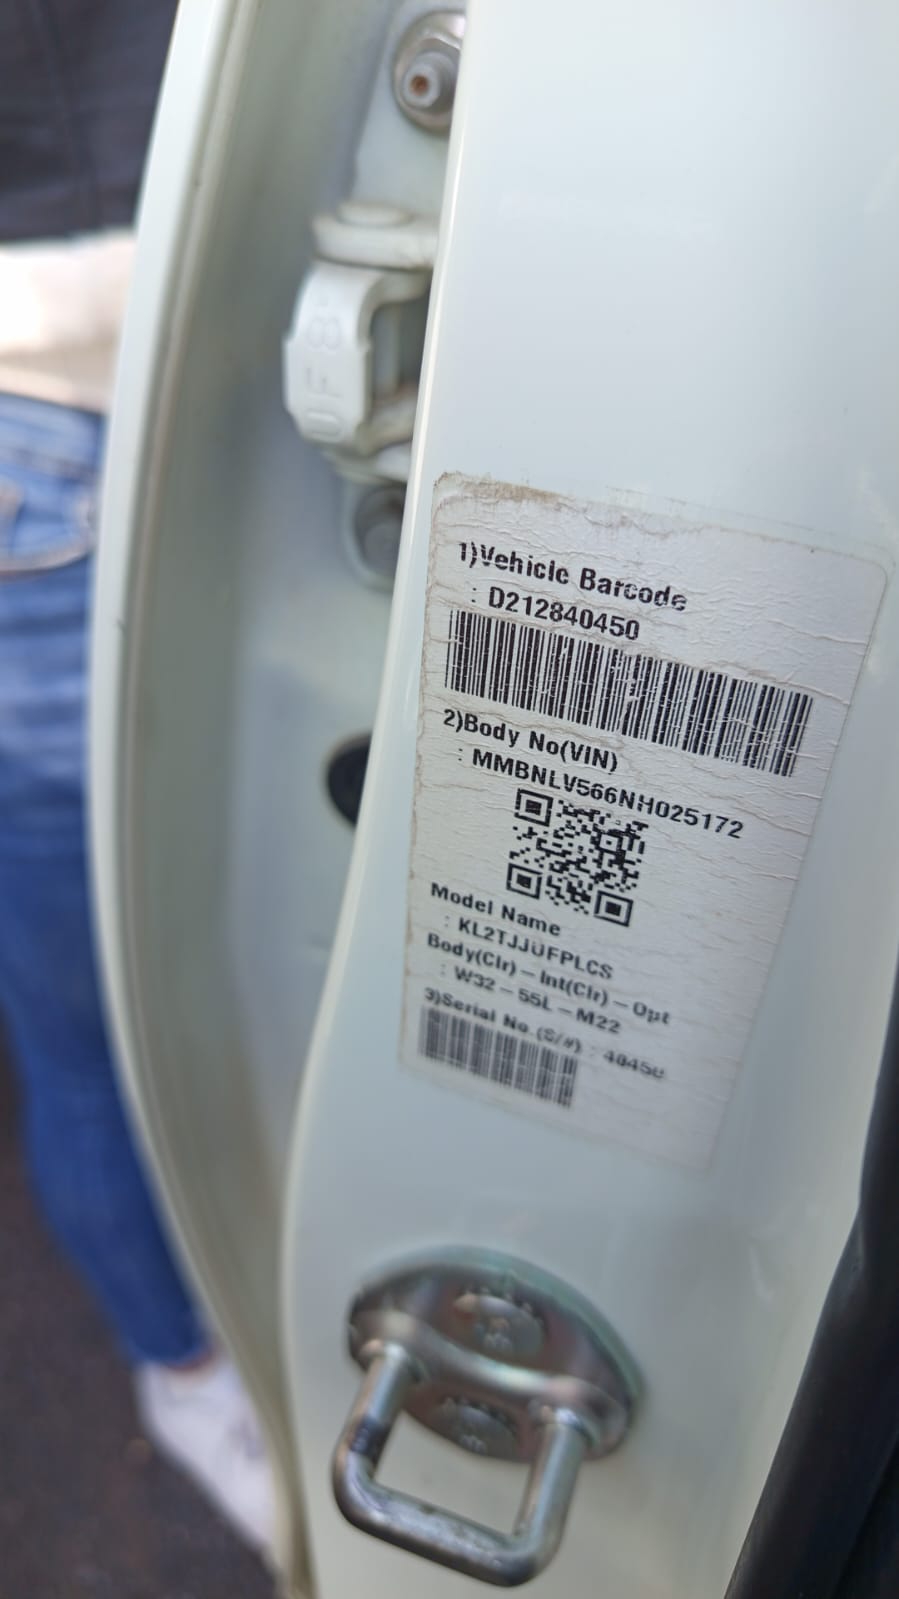 UF8
1)Vehicle Barcode
: D212840450
2)Body No(VIN)
: MMBNLV566NH025172
Model Name
: KL2TJJUFPLCS
Body(Clr) – Int(Clr) – Opt
: W32 – 55L – M22
3)Serial No.(S/#) :